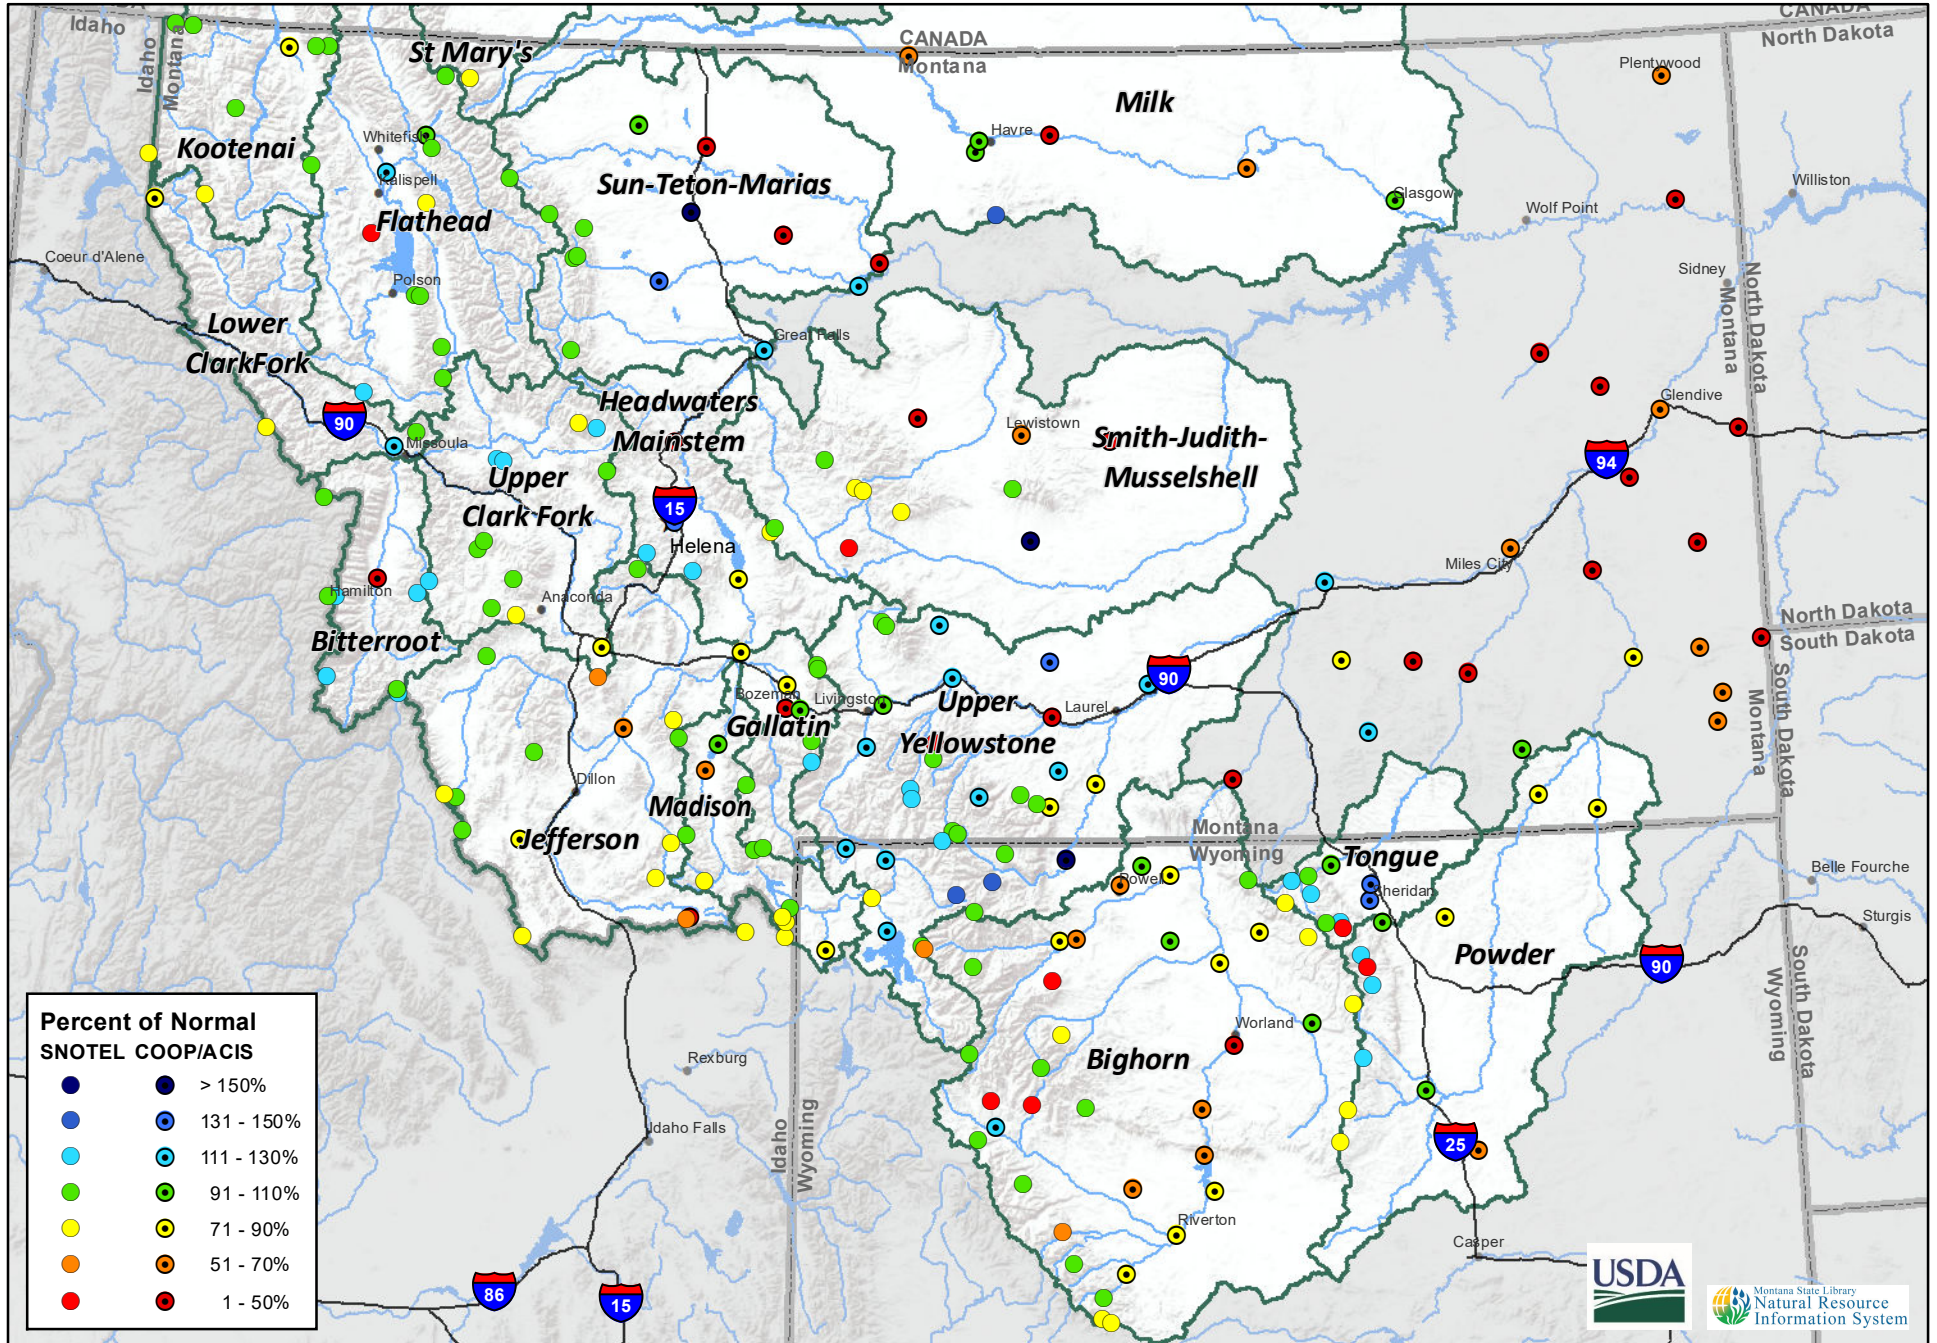 CANADA
Idaho
CANADA
North Dakota
CANADA
Montana
Idaho
Montana
St Mary's
Plentywood
Milk
Havre
Whitefish
Kootenai
Kalispell
Sun-Teton-Marias
Flathead
Glasgow
Williston
Wolf Point
Coeur d'Alene
Polson
Sidney
North Dakota
Montana
Lower
ClarkFork
Great Falls
Headwaters
Mainstem
Glendive
90
Missoula
Lewistown
Smith-Judith-
Musselshell
94
Upper
Clark Fork
15
Helena
Miles City
Hamilton
Anaconda
Bitterroot
North Dakota
South Dakota
90
Bozeman
Livingston
Laurel
Upper
Yellowstone
Gallatin
South Dakota
Montana
Dillon
Madison
Jefferson
Montana
Wyoming
Tongue
Powell
Sheridan
Belle Fourche
Sturgis
Powder
90
South Dakota
Wyoming
Worland
Bighorn
Rexburg
Idaho Falls
Idaho
Wyoming
25
Riverton
Casper
86
15
Percent of Normal
SNOTEL COOP/ACIS
> 150%
131 - 150%
111 - 130%
91 - 110%
71 - 90%
51 - 70%
1 - 50%
USDA
Montana State Library
Natural Resource
Information System